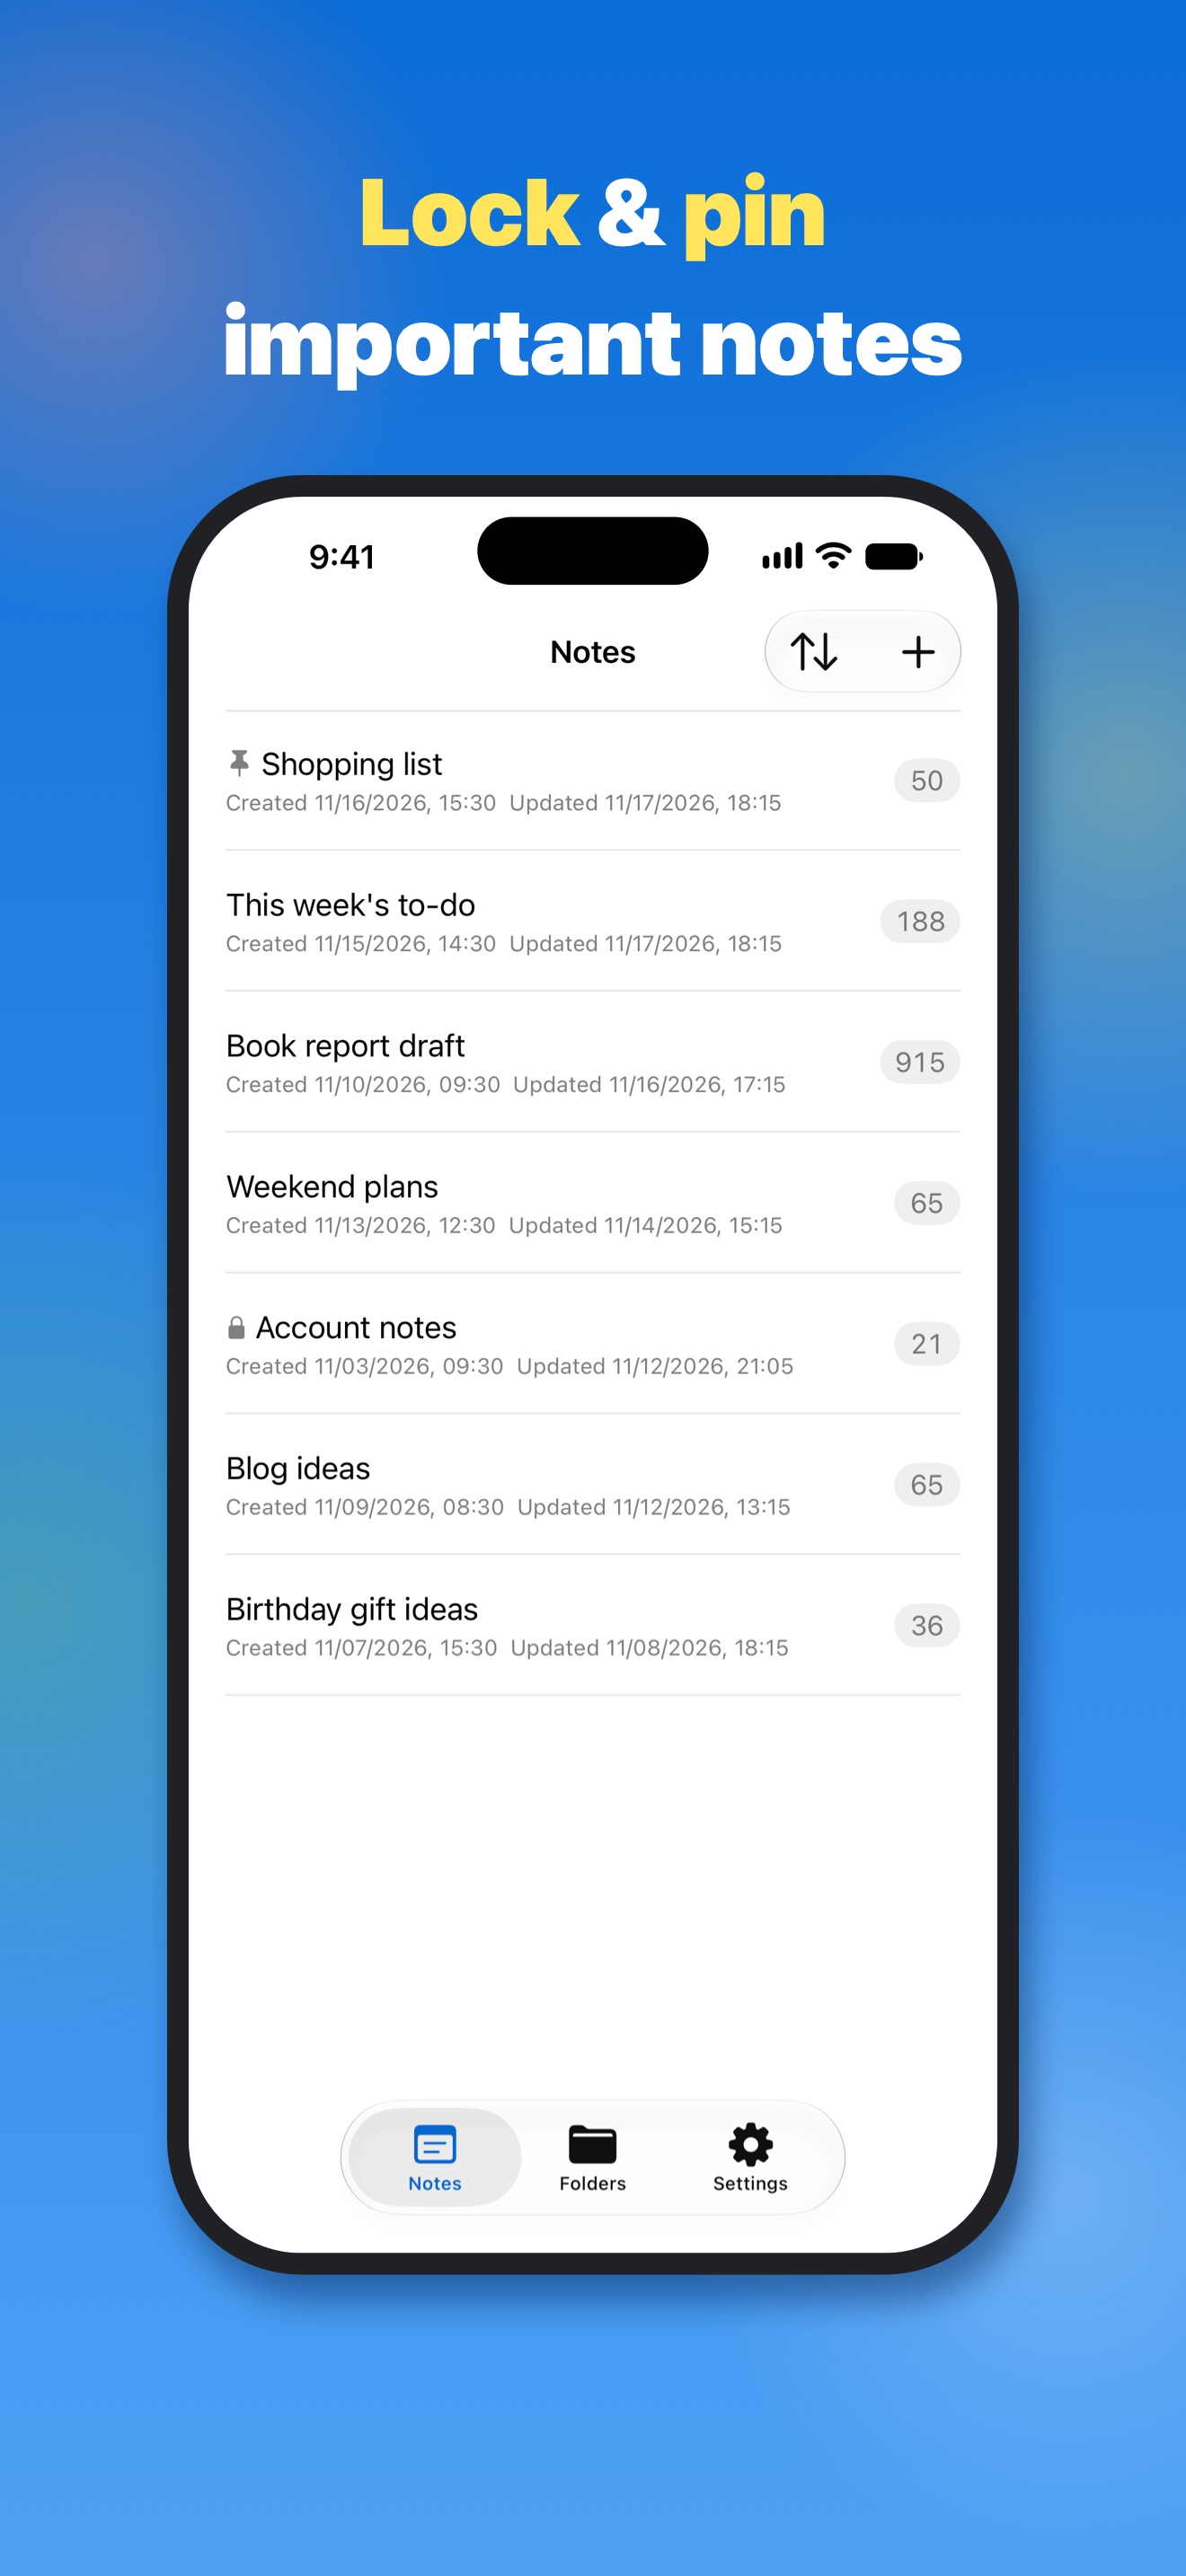 Lock & pin
important notes
9:41
Notes
Shopping list
Created 11/16/2026, 15:30 Updated 11/17/2026, 18:15
50
This week's to-do
Created 11/15/2026, 14:30 Updated 11/17/2026, 18:15
188
Book report draft
Created 11/10/2026, 09:30 Updated 11/16/2026, 17:15
915
Weekend plans
Created 11/13/2026, 12:30 Updated 11/14/2026, 15:15
65
Account notes
Created 11/03/2026, 09:30 Updated 11/12/2026, 21:05
21
Blog ideas
Created 11/09/2026, 08:30 Updated 11/12/2026, 13:15
65
Birthday gift ideas
Created 11/07/2026, 15:30 Updated 11/08/2026, 18:15
36
Notes Folders Settings